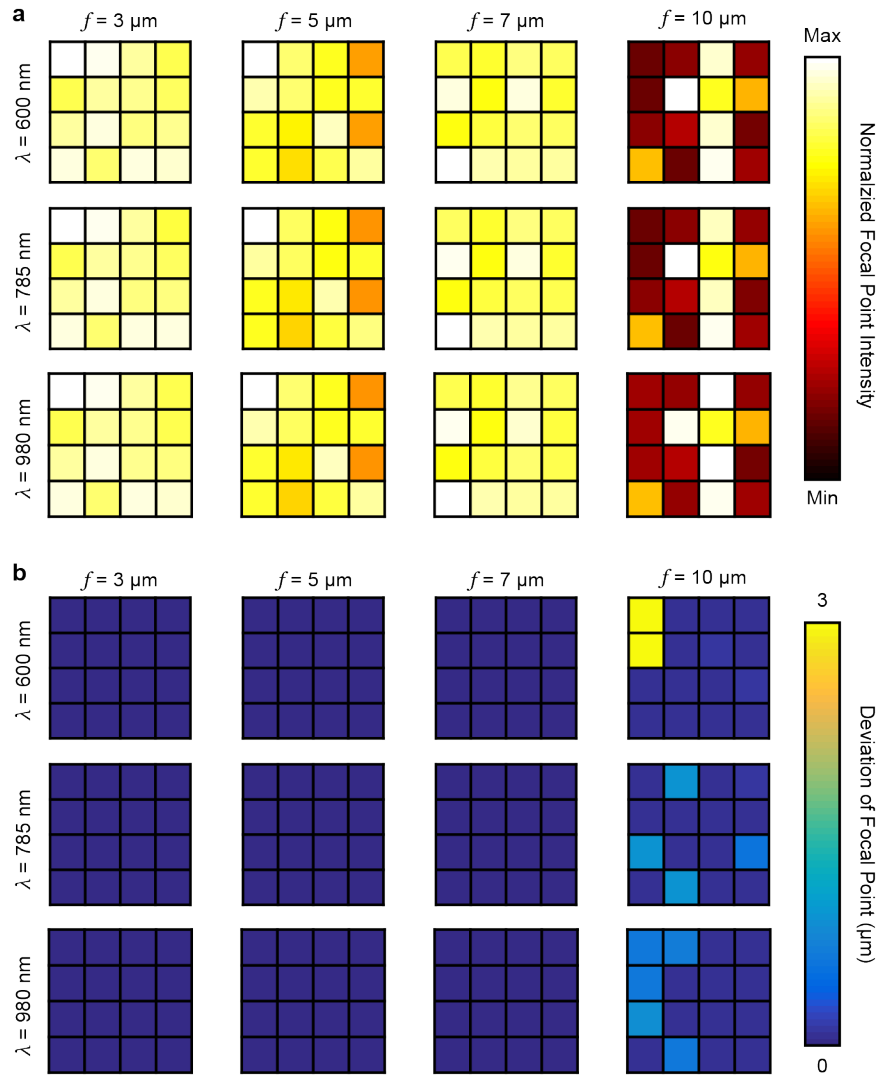 a
f = 3 µm
f = 5 µm
f = 7 µm
f = 10 µm
λ = 600 nm
λ = 785 nm
λ = 980 nm
Max
Normalzied Focal Point Intensity
Min
b
f = 3 µm
f = 5 µm
f = 7 µm
f = 10 µm
λ = 600 nm
λ = 785 nm
λ = 980 nm
3
Deviation of Focal Point (µm)
0